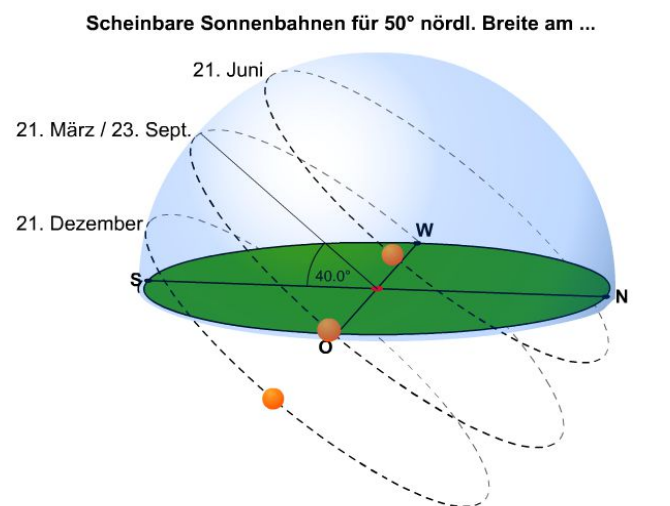 Scheinbare Sonnenbahnen für 50° nördl. Breite am ...
21. Juni
21. März / 23. Sept.
21. Dezember
W
S
40.0°
N
O